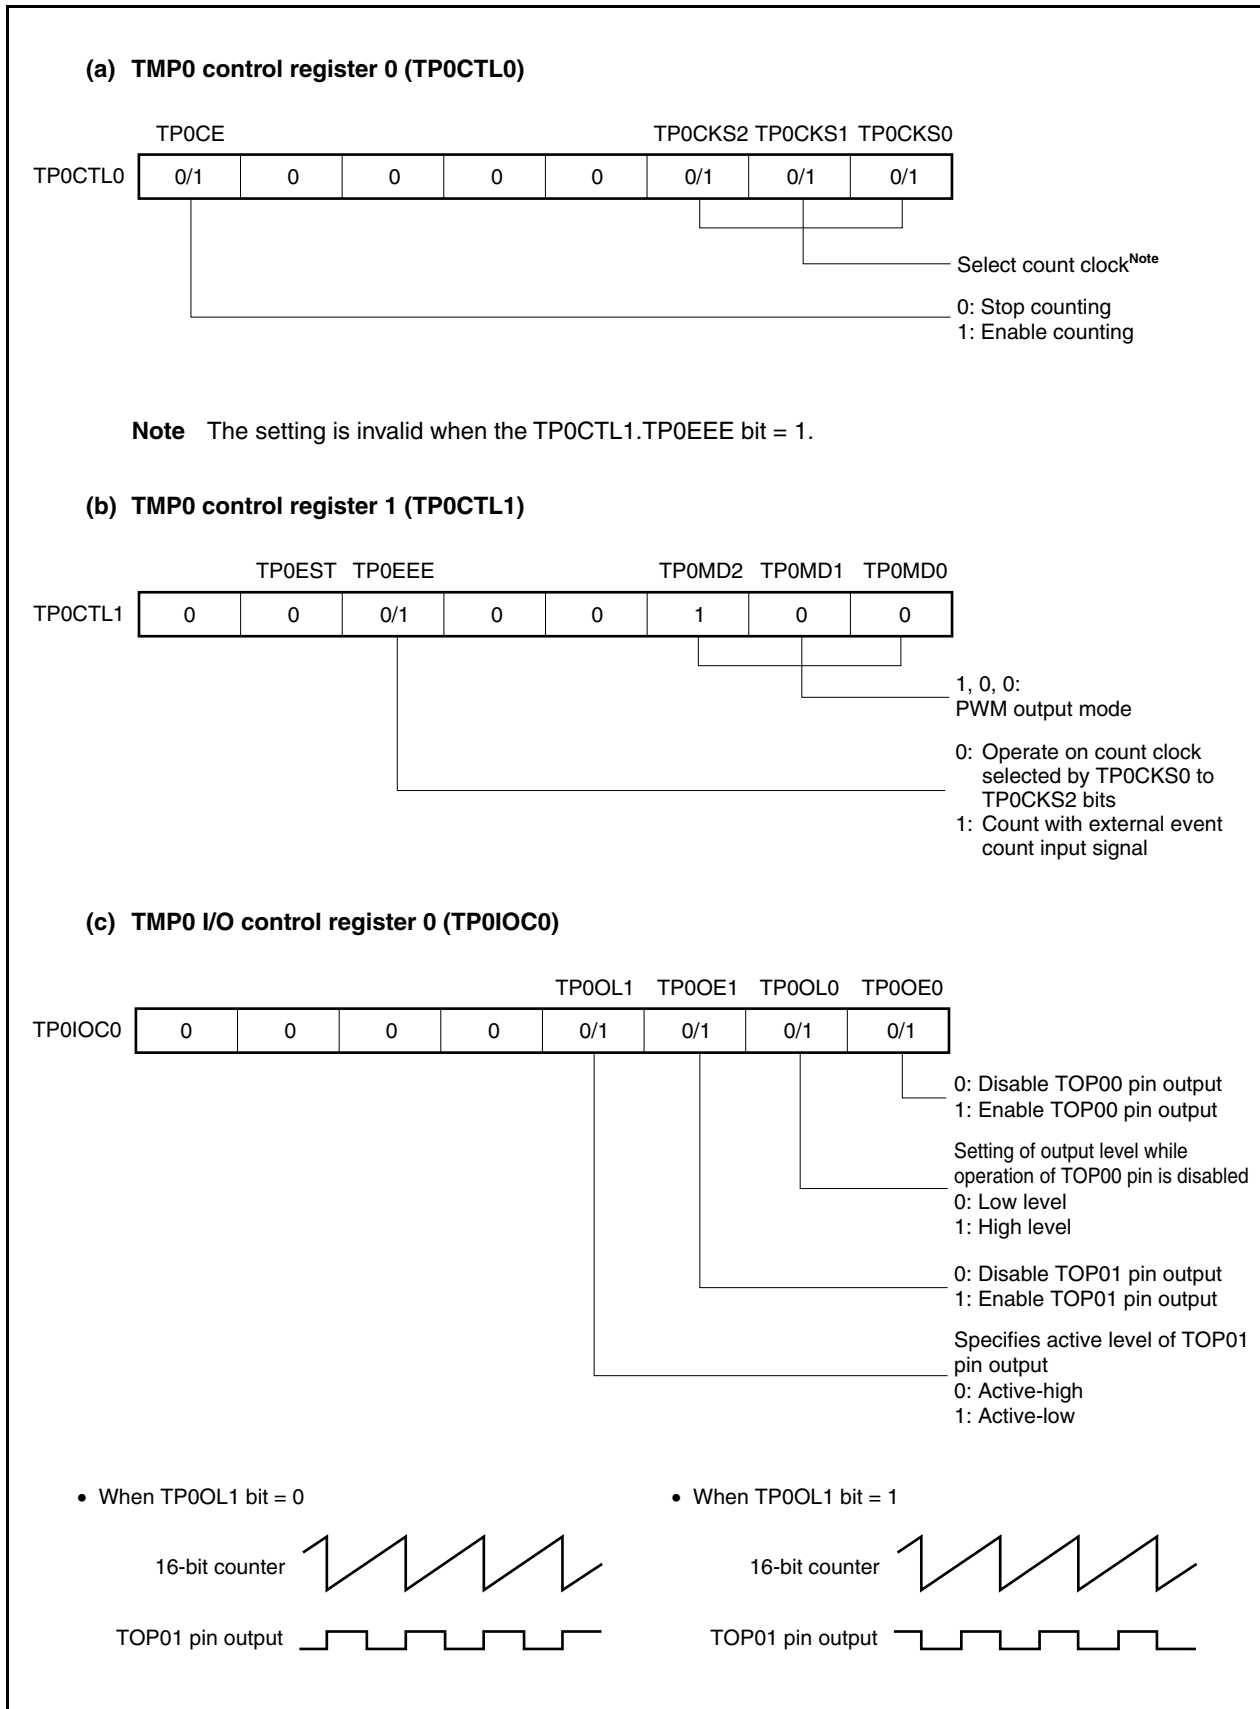 (a) TMP0 control register 0 (TP0CTL0)
TP0CE TP0CKS2 TP0CKS1 TP0CKS0
TP0CTL0 0/1 0 0 0 0 0/1 0/1 0/1
Select count clockNote
0: Stop counting
1: Enable counting
Note The setting is invalid when the TP0CTL1.TP0EEE bit = 1.
(b) TMP0 control register 1 (TP0CTL1)
TP0EST TP0EEE TP0MD2 TP0MD1 TP0MD0
TP0CTL1 0 0 0/1 0 0 1 0 0
1, 0, 0:
PWM output mode
0: Operate on count clock
selected by TP0CKS0 to
TP0CKS2 bits
1: Count with external event
count input signal
(c) TMP0 I/O control register 0 (TP0IOC0)
TP0OL1 TP0OE1 TP0OL0 TP0OE0
TP0IOC0 0 0 0 0 0/1 0/1 0/1 0/1
0: Disable TOP00 pin output
1: Enable TOP00 pin output
Setting of output level while
operation of TOP00 pin is disabled
0: Low level
1: High level
0: Disable TOP01 pin output
1: Enable TOP01 pin output
Specifies active level of TOP01
pin output
0: Active-high
1: Active-low
• When TP0OL1 bit = 0
16-bit counter
TOP01 pin output
• When TP0OL1 bit = 1
16-bit counter
TOP01 pin output